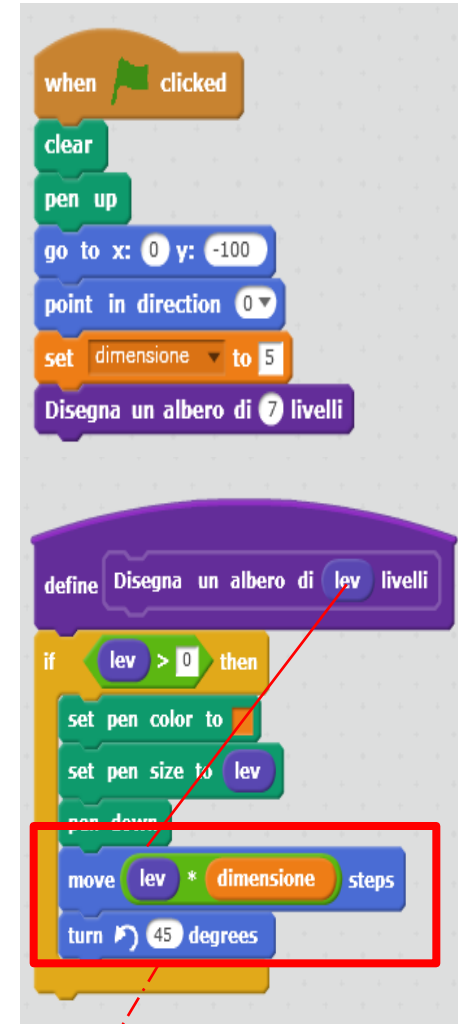 when clicked
clear
pen up
go to x: 0 y: -100
point in direction 0
set dimensione to 5
Disegna un albero di 7 livelli
define Disegna un albero di lev livelli
if lev > 0 then
set pen color to
set pen size to lev
pen down
move lev * dimensione steps
turn 45 degrees